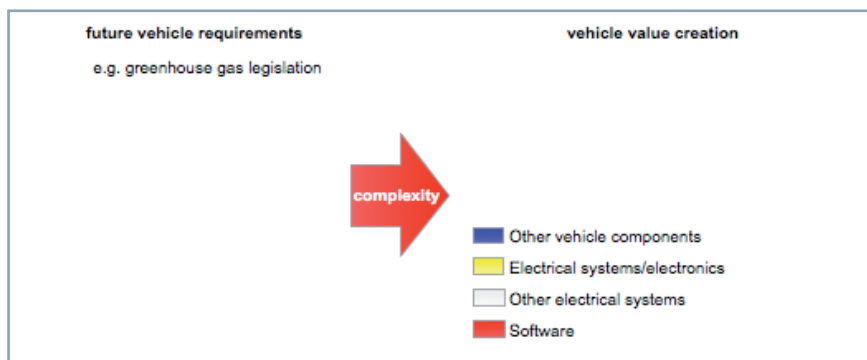 future vehicle requirements
vehicle value creation
e.g. greenhouse gas legislation
complexity
Other vehicle components
Electrical systems/electronics
Other electrical systems
Software